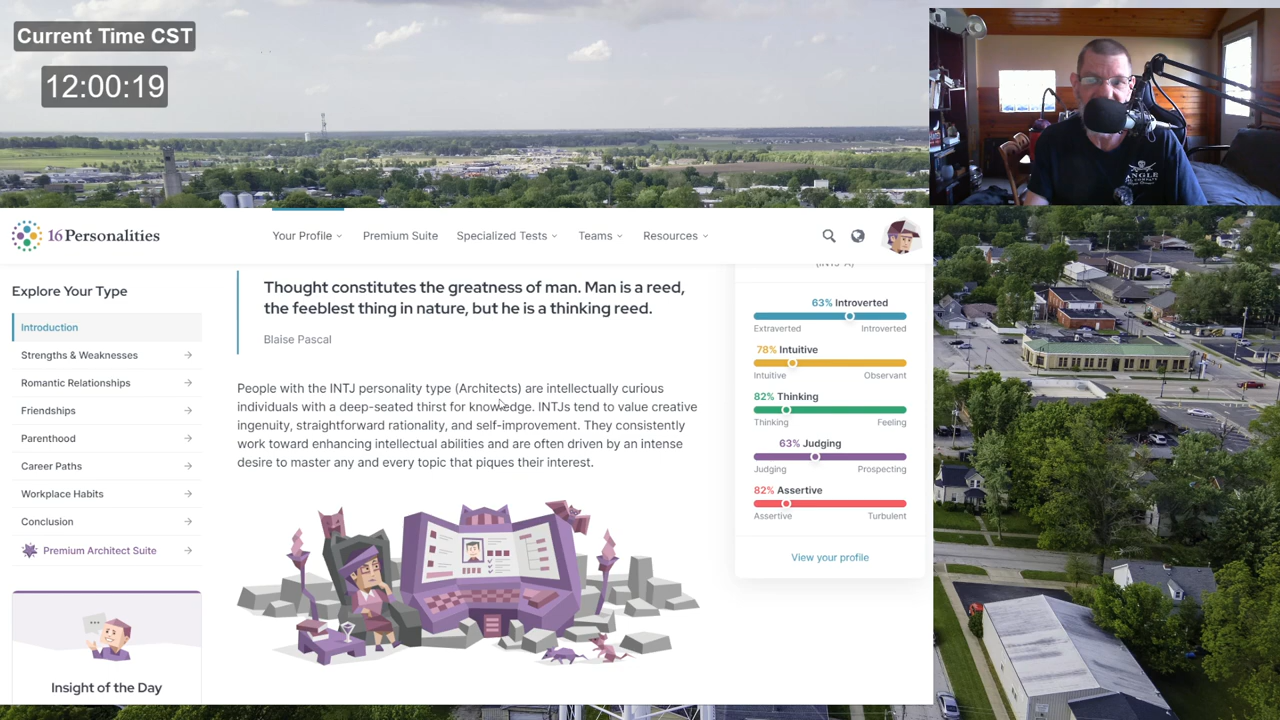 Current Time CST
12:00:19
16Personalities
Your Profile
Premium Suite
Specialized Tests
Teams
Resources
Explore Your Type
Introduction
Strengths & Weaknesses
Romantic Relationships
Friendships
Parenthood
Career Paths
Workplace Habits
Conclusion
Premium Architect Suite
Insight of the Day
Thought constitutes the greatness of man. Man is a reed,
the feeblest thing in nature, but he is a thinking reed.
Blaise Pascal
People with the INTJ personality type (Architects) are intellectually curious
individuals with a deep-seated thirst for knowledge. INTJs tend to value creative
ingenuity, straightforward rationality, and self-improvement. They consistently
work toward enhancing intellectual abilities and are often driven by an intense
desire to master any and every topic that piques their interest.
63% Introverted
Extraverted Introverted
78% Intuitive
Intuitive Observant
82% Thinking
Thinking Feeling
63% Judging
Judging Prospecting
82% Assertive
Assertive Turbulent
View your profile